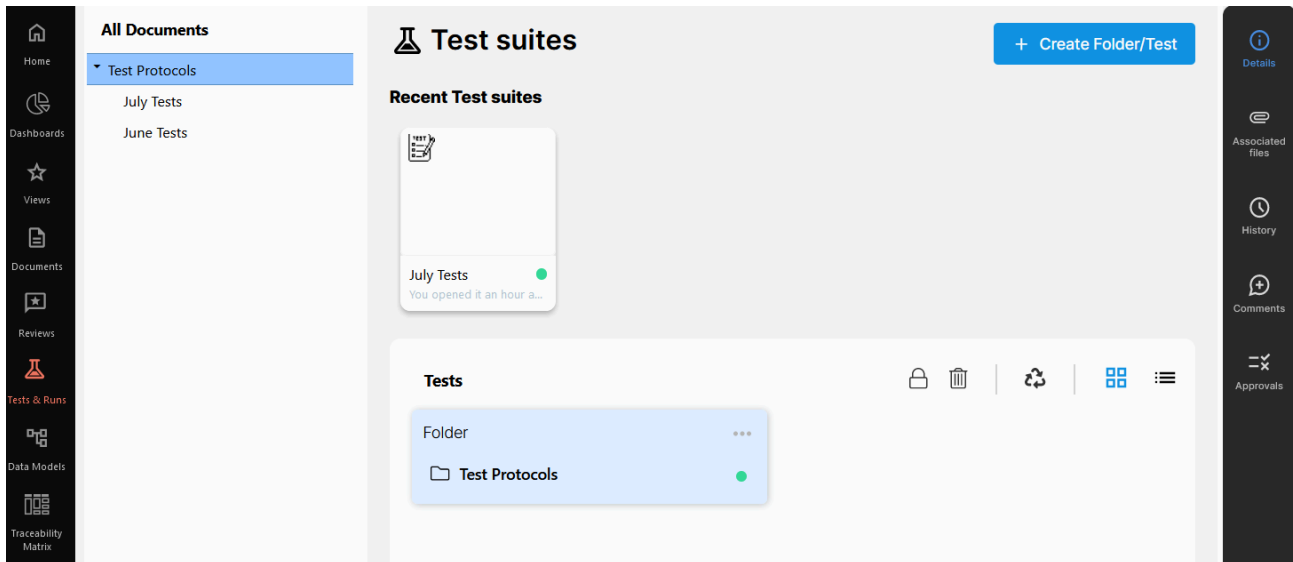 Home
Dashboards
Views
Documents
Reviews
Tests & Runs
Data Models
Traceability
Matrix
All Documents
Test Protocols
July Tests
June Tests
Test suites
+ Create Folder/Test
Recent Test suites
TEST
July Tests
You opened it an hour a...
Tests
Folder
Test Protocols
Details
Associated
files
History
Comments
Approvals